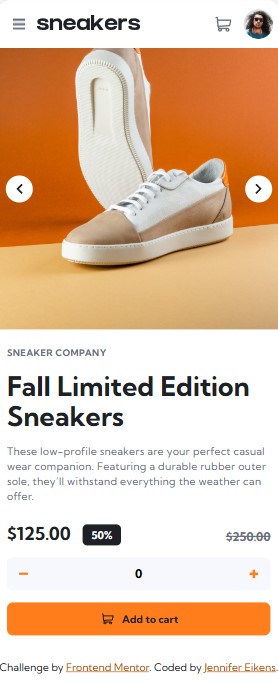 sneakers
SNEAKER COMPANY
Fall Limited Edition
Sneakers
These low-profile sneakers are your perfect casual
wear companion. Featuring a durable rubber outer
sole, they'll withstand everything the weather can
offer.
$125.00 50% $250.00
− 0 +
Add to cart
Challenge by Frontend Mentor. Coded by Jennifer Eikens.